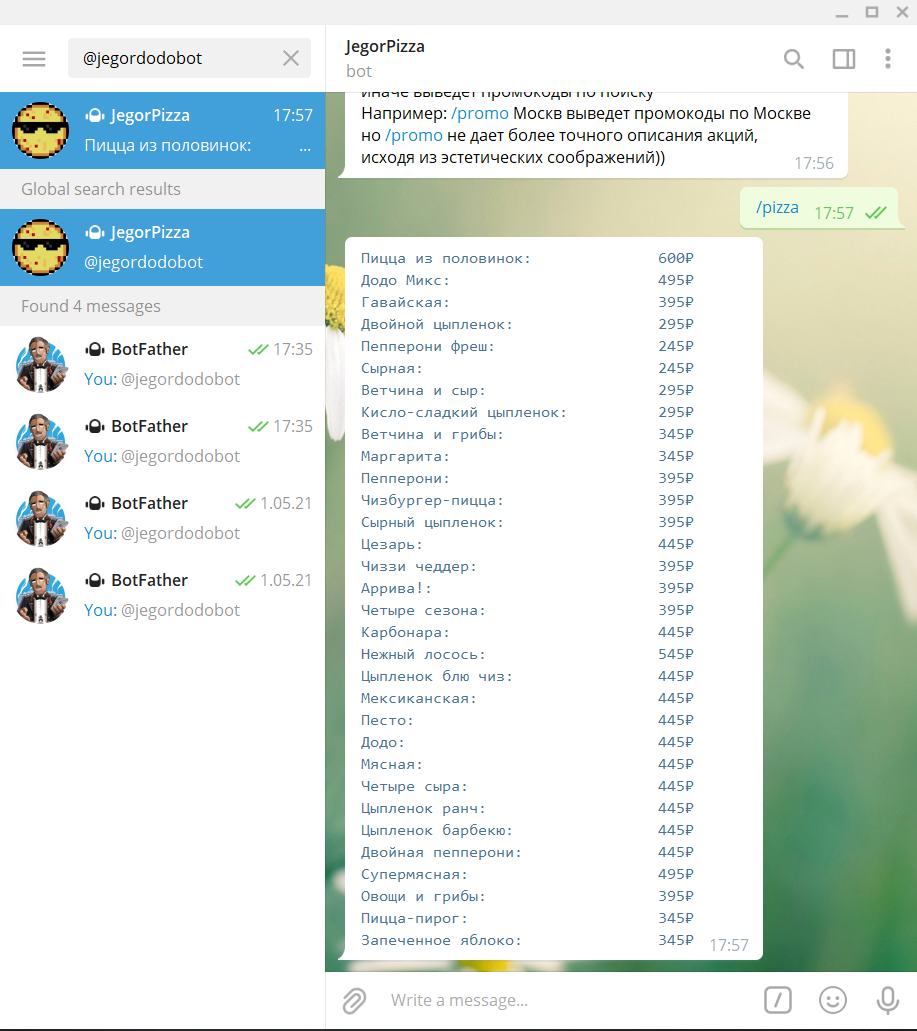 @jegordodobot
JegorPizza 17:57
Пицца из половинок: ...
Global search results
JegorPizza
@jegordodobot
Found 4 messages
BotFather 17:35
You: @jegordodobot
BotFather 17:35
You: @jegordodobot
BotFather 1.05.21
You: @jegordodobot
BotFather 1.05.21
You: @jegordodobot
JegorPizza
bot
иначе выведет промокоды по поиску
Например: /promo Москв выведет промокоды по Москве
но /promo не дает более точного описания акций,
исходя из эстетических соображений))
17:56
/pizza 17:57
Пицца из половинок: 600₽
Додо Микс: 495₽
Гавайская: 395₽
Двойной цыпленок: 295₽
Пепперони фреш: 245₽
Сырная: 245₽
Ветчина и сыр: 295₽
Кисло-сладкий цыпленок: 295₽
Ветчина и грибы: 345₽
Маргарита: 345₽
Пепперони: 395₽
Чизбургер-пицца: 395₽
Сырный цыпленок: 395₽
Цезарь: 445₽
Чиззи чеддер: 395₽
Аррива!: 395₽
Четыре сезона: 395₽
Карбонара: 445₽
Нежный лосось: 545₽
Цыпленок блю чиз: 445₽
Мексиканская: 445₽
Песто: 445₽
Додо: 445₽
Мясная: 445₽
Четыре сыра: 445₽
Цыпленок ранч: 445₽
Цыпленок барбекю: 445₽
Двойная пепперони: 445₽
Супермясная: 495₽
Овощи и грибы: 395₽
Пицца-пирог: 345₽
Запеченное яблоко: 345₽
17:57
Write a message...